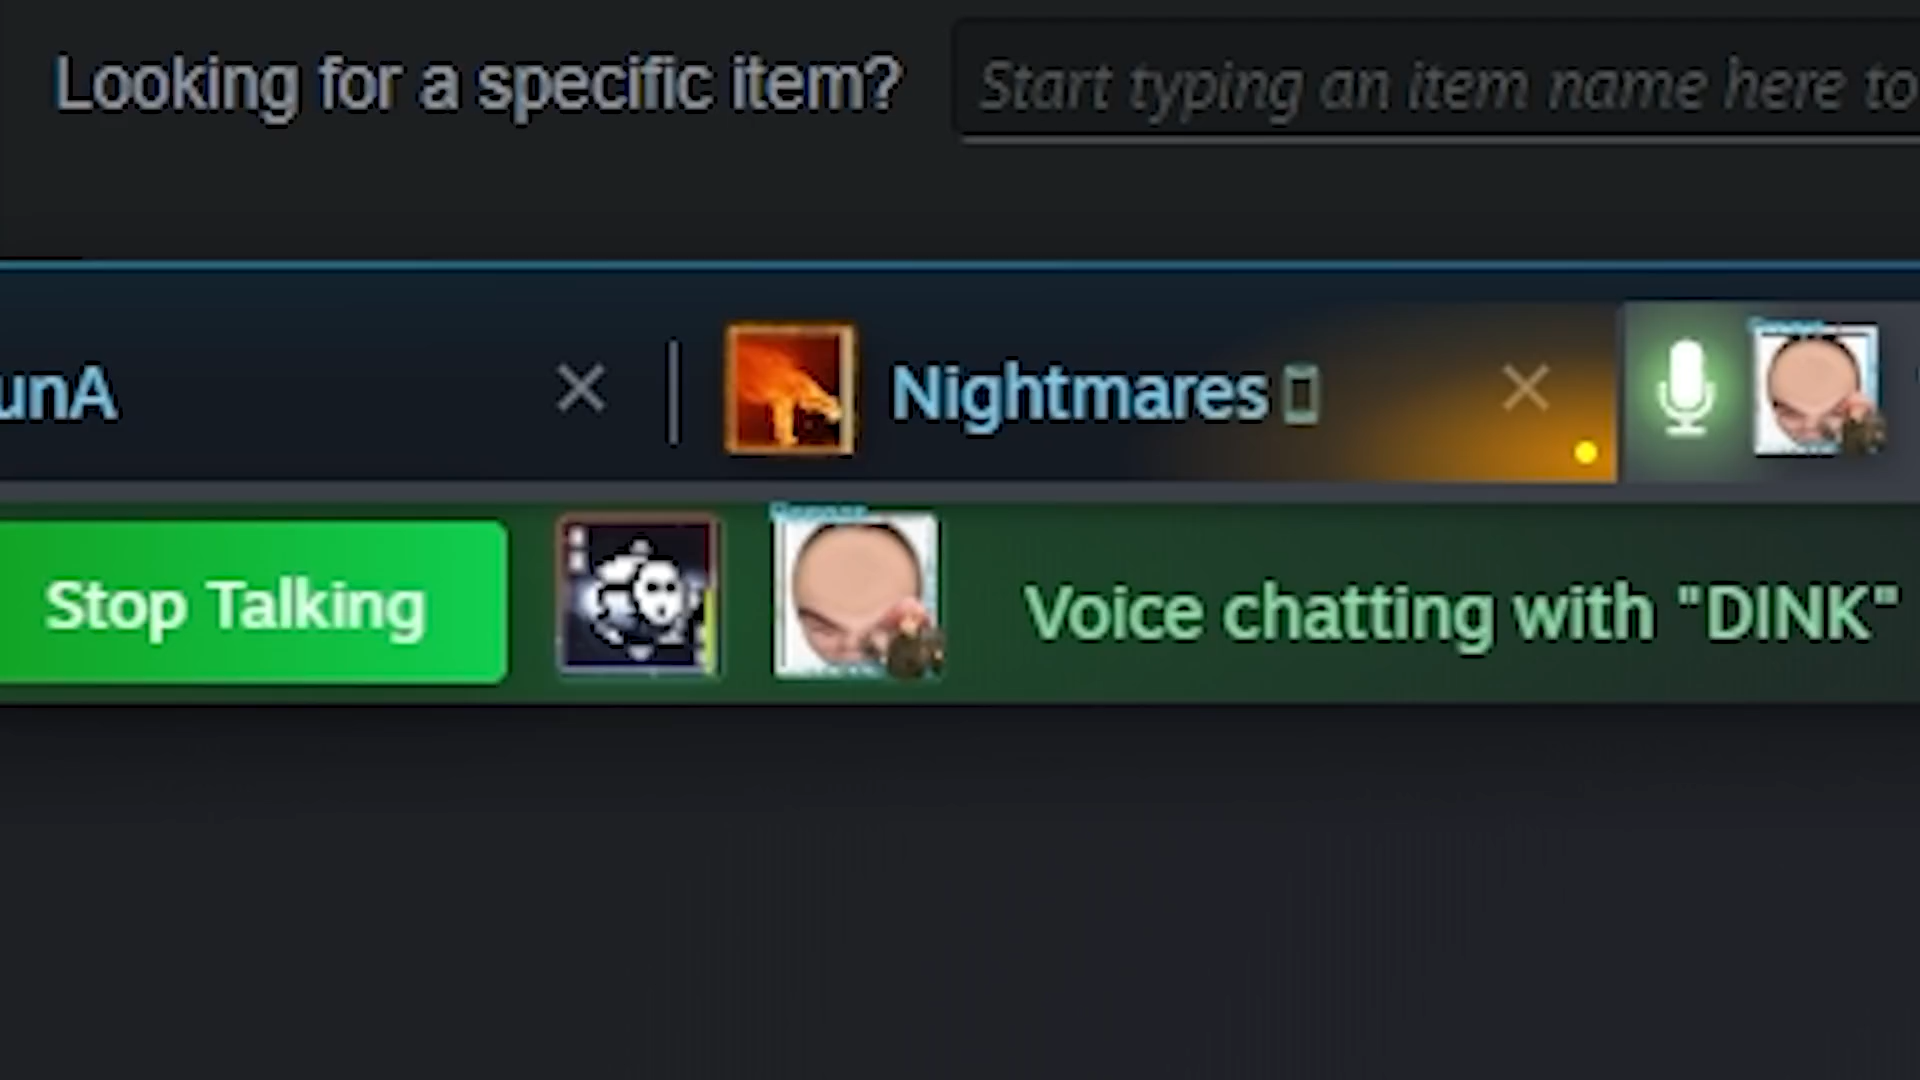 Looking for a specific item? Start typing an item name here to
unA Nightmares
Stop Talking Voice chatting with "DINK"